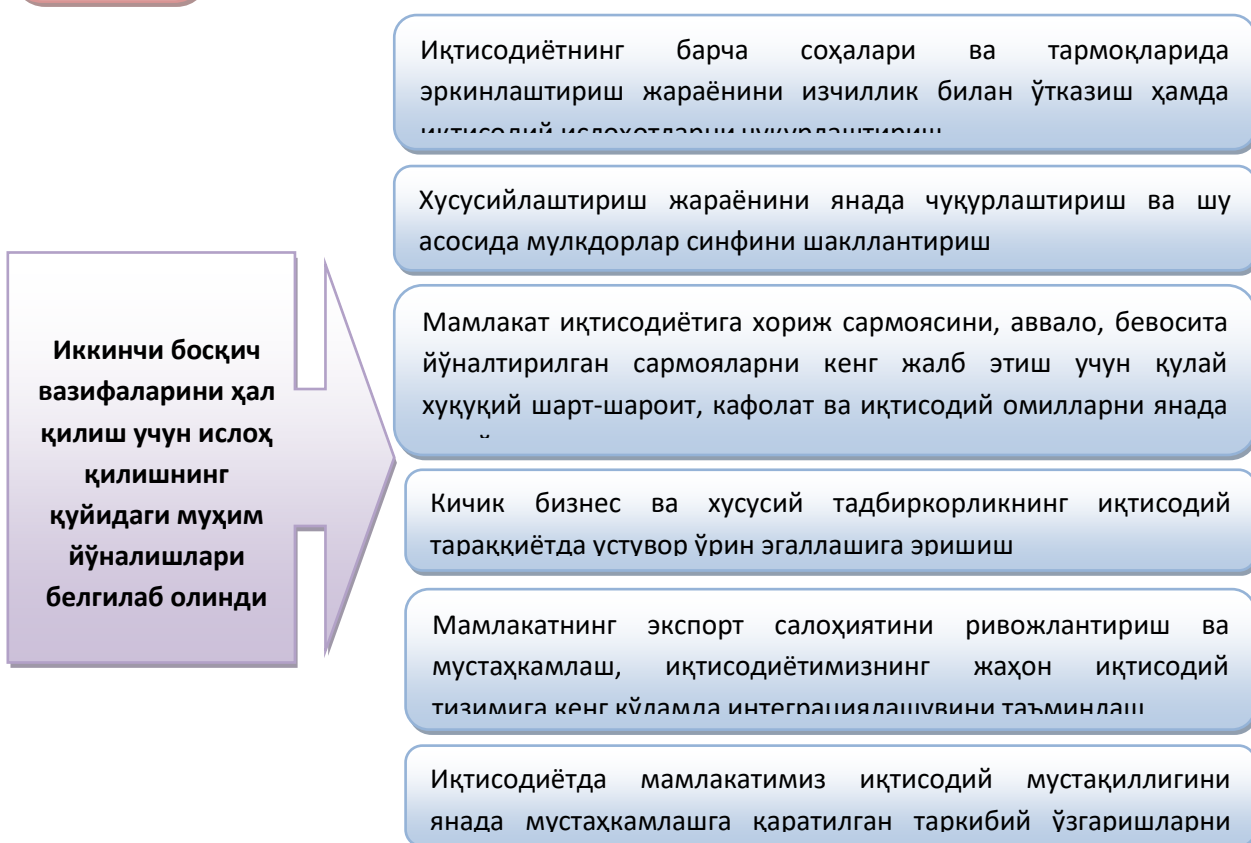 Иқтисодиётнинг барча соҳалари ва тармоқларида
эркинлаштириш жараёнини изчиллик билан ўтказиш ҳамда
иқтисодий ислоҳотларни чуқурлаштириш
Хусусийлаштириш жараёнини янада чуқурлаштириш ва шу
асосида мулкдорлар синфини шакллантириш
Иккинчи босқич
вазифаларини ҳал
қилиш учун ислоҳ
қилишнинг
қуйидаги муҳим
йўналишлари
белгилаб олинди
Мамлакат иқтисодиётига хориж сармоясини, аввало, бевосита
йўналтирилган сармояларни кенг жалб этиш учун қулай
хуқуқий шарт-шароит, кафолат ва иқтисодий омилларни янада
Кичик бизнес ва хусусий тадбиркорликнинг иқтисодий
тараққиётда устувор ўрин эгаллашига эришиш
Мамлакатнинг экспорт салоҳиятини ривожлантириш ва
мустаҳкамлаш, иқтисодиётимизнинг жаҳон иқтисодий
тизимига кенг кўламда интеграциялашувини таъминлаш
Иқтисодиётда мамлакатимиз иқтисодий мустақиллигини
янада мустаҳкамлашга қаратилган таркибий ўзгаришларни